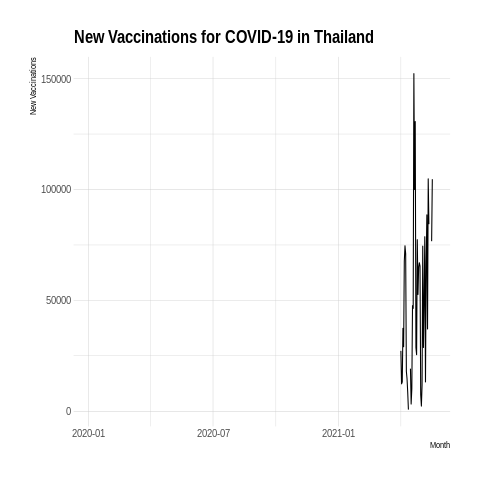 New Vaccinations for COVID-19 in Thailand
New Vaccinations
150000
100000
50000
0
2020-01
2020-07
2021-01
Month